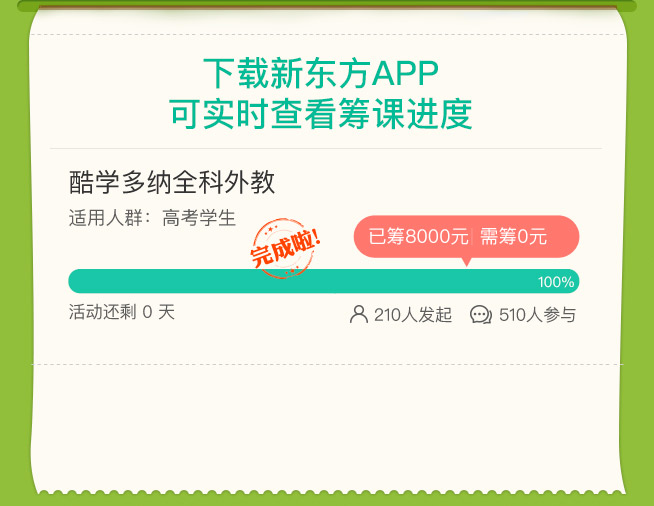 下载新东方APP
可实时查看筹课进度
酷学多纳全科外教
适用人群：高考学生
完成啦!
已筹8000元 需筹0元
100%
活动还剩 0 天
210人发起 510人参与